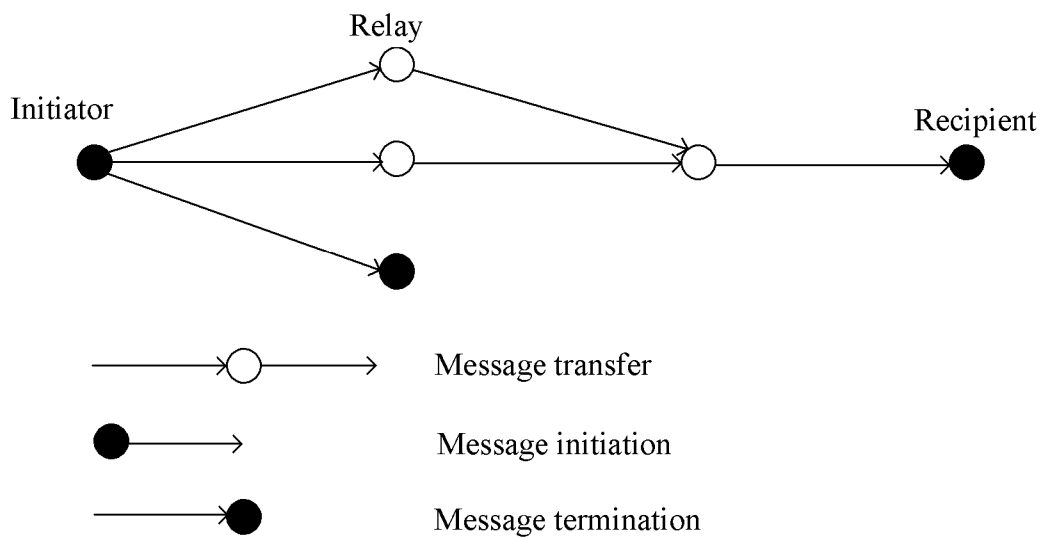 Relay
Initiator
Recipient
Message transfer
Message initiation
Message termination